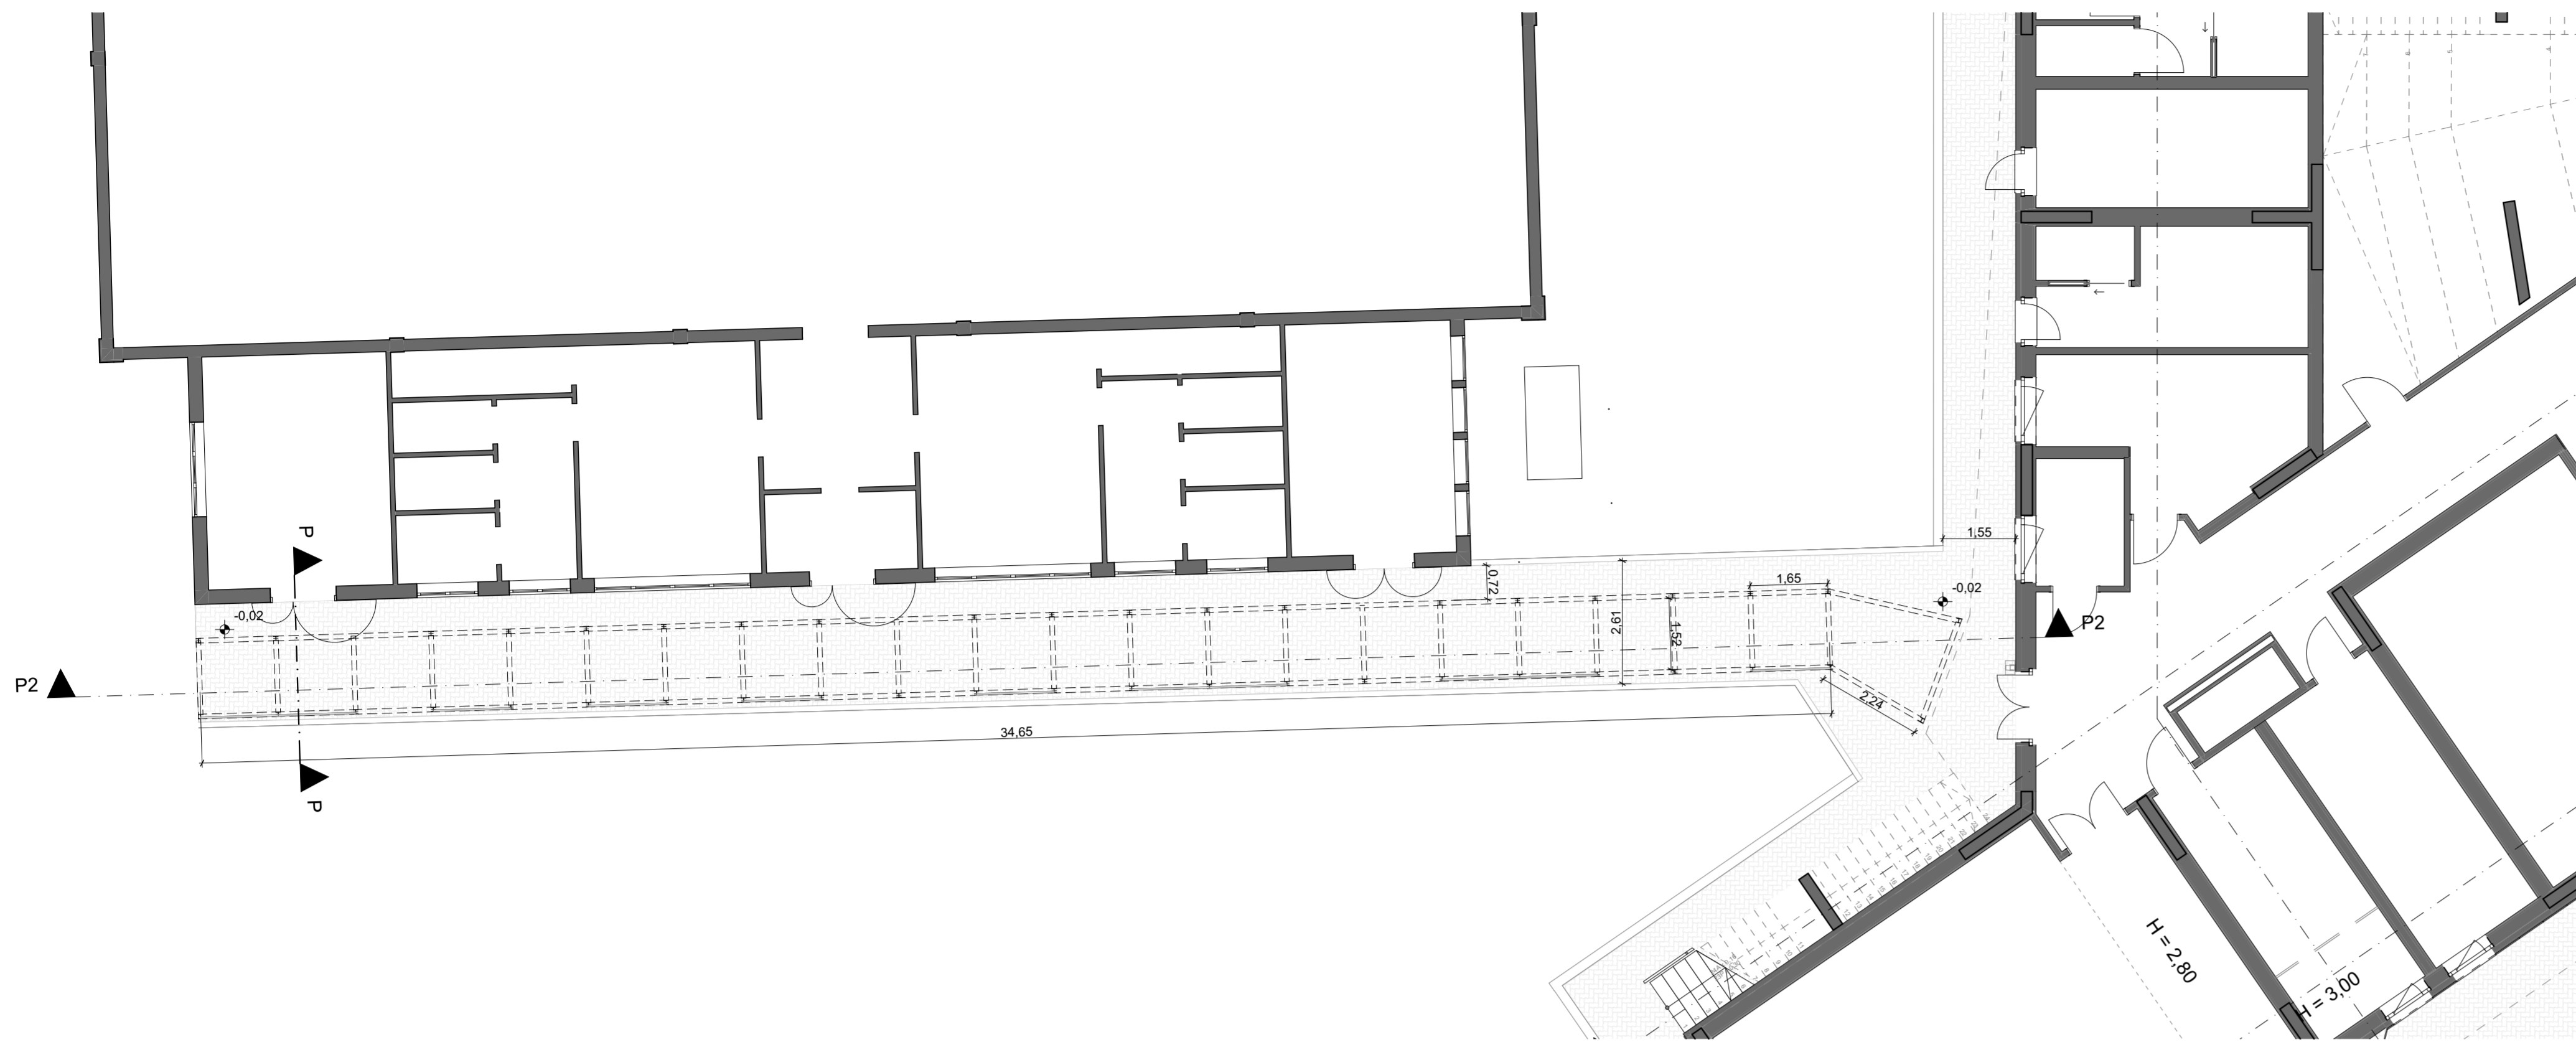 1,55
P
-0,02
-0,02
0,72
1,65
2,61
1,52
P2
P2
2,24
34,65
P
H = 2,80
H = 3,00